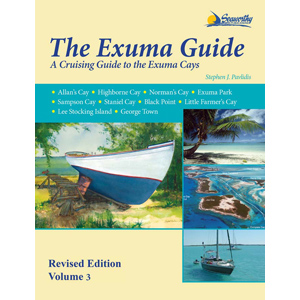 Seaworthy
The Exuma Guide
A Cruising Guide to the Exuma Cays
Stephen J. Pavlidis
• Allan's Cay • Highborne Cay • Norman's Cay • Exuma Park
• Sampson Cay • Staniel Cay • Black Point • Little Farmer's Cay
• Lee Stocking Island • George Town
Revised Edition
Volume 3